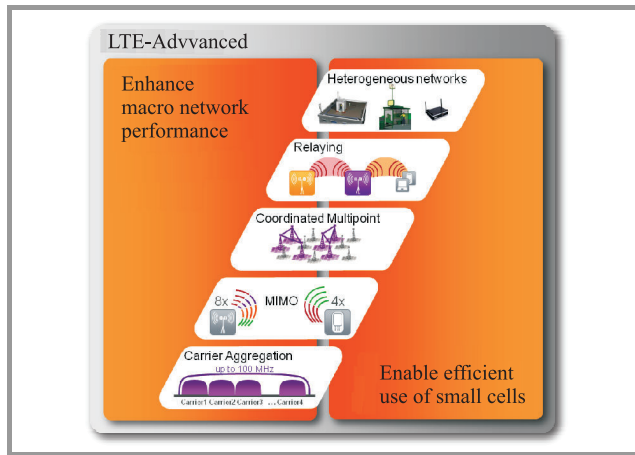 LTE-Advvanced
Enhance
macro network
performance
Heterogeneous networks
Relaying
Coordinated Multipoint
8x MIMO 4x
Carrier Aggregation
up to 100 MHz
Carrier1 Carrier2 Carrier3 ... Carrier4
Enable efficient
use of small cells